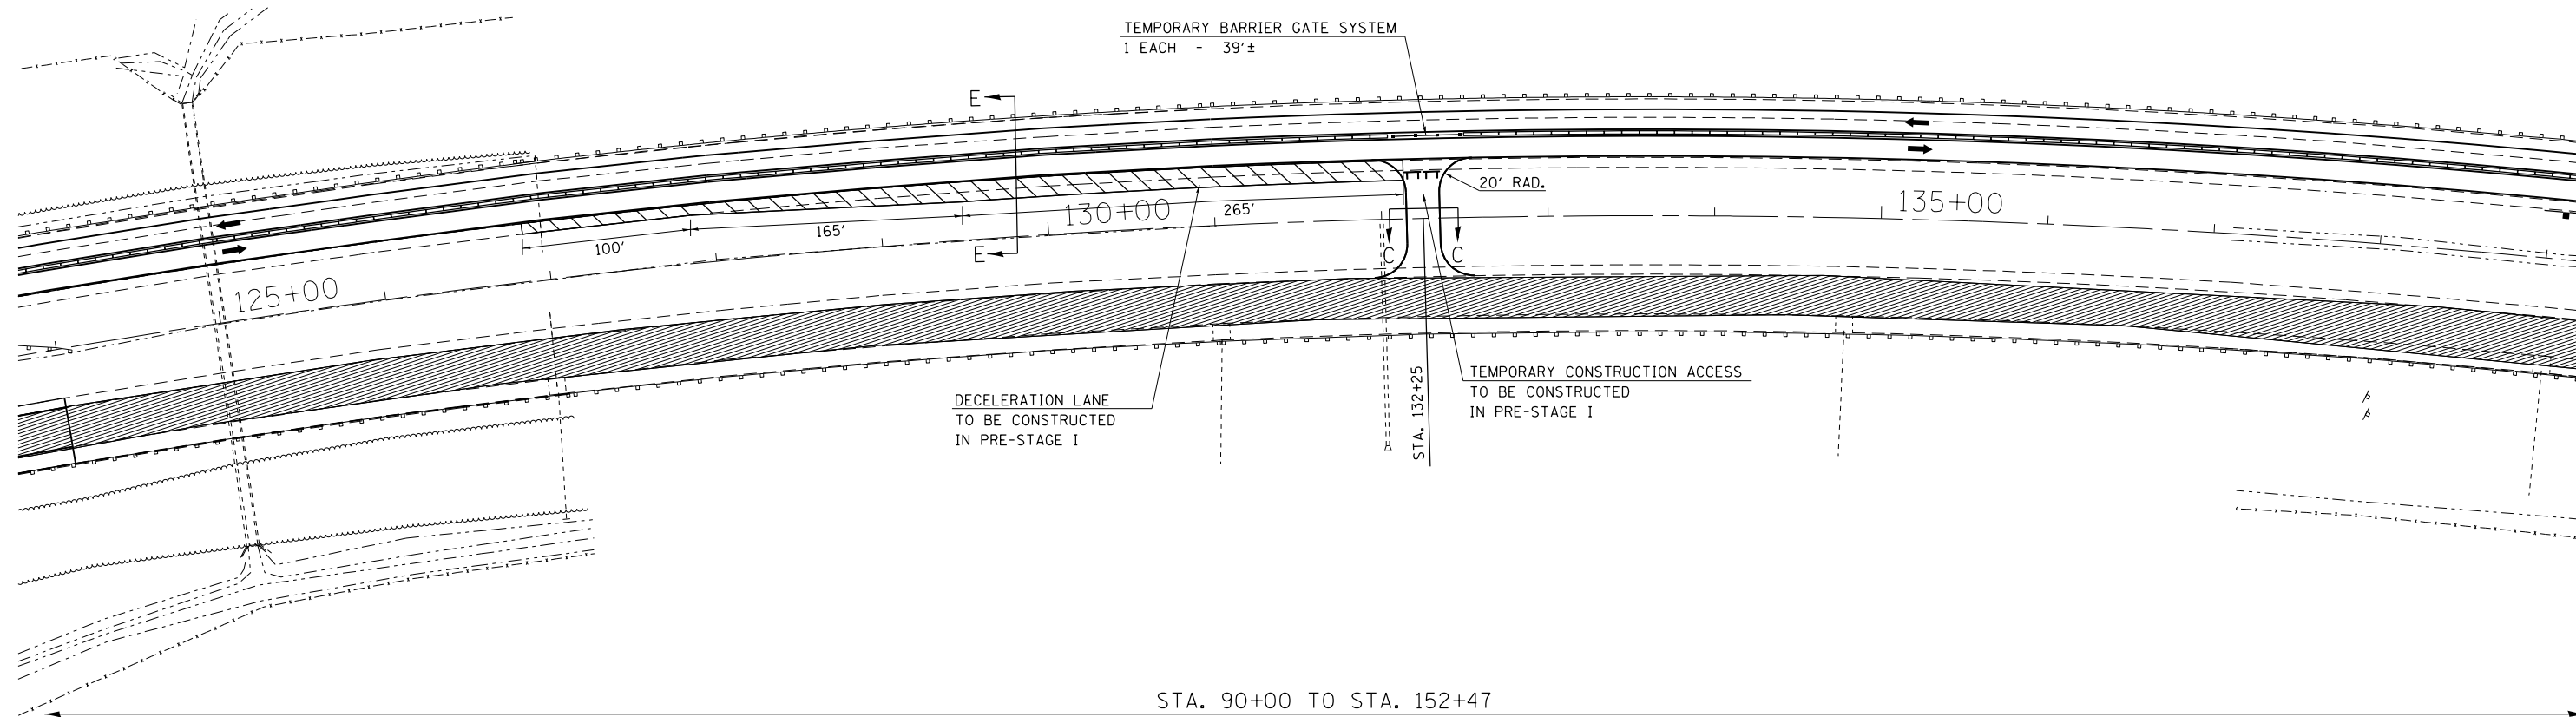 TEMPORARY BARRIER GATE SYSTEM
1 EACH - 39'±
E
20' RAD.
130+00
135+00
265'
165'
100'
E
C
C
125+00
STA. 132+25
TEMPORARY CONSTRUCTION ACCESS
TO BE CONSTRUCTED
IN PRE-STAGE I
DECELERATION LANE
TO BE CONSTRUCTED
IN PRE-STAGE I
STA. 90+00 TO STA. 152+47